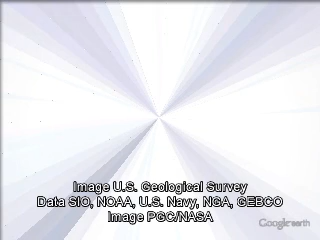 Image U.S. Geological Survey
Data SIO, NOAA, U.S. Navy, NGA, GEBCO
Image PGC/NASA
Google earth